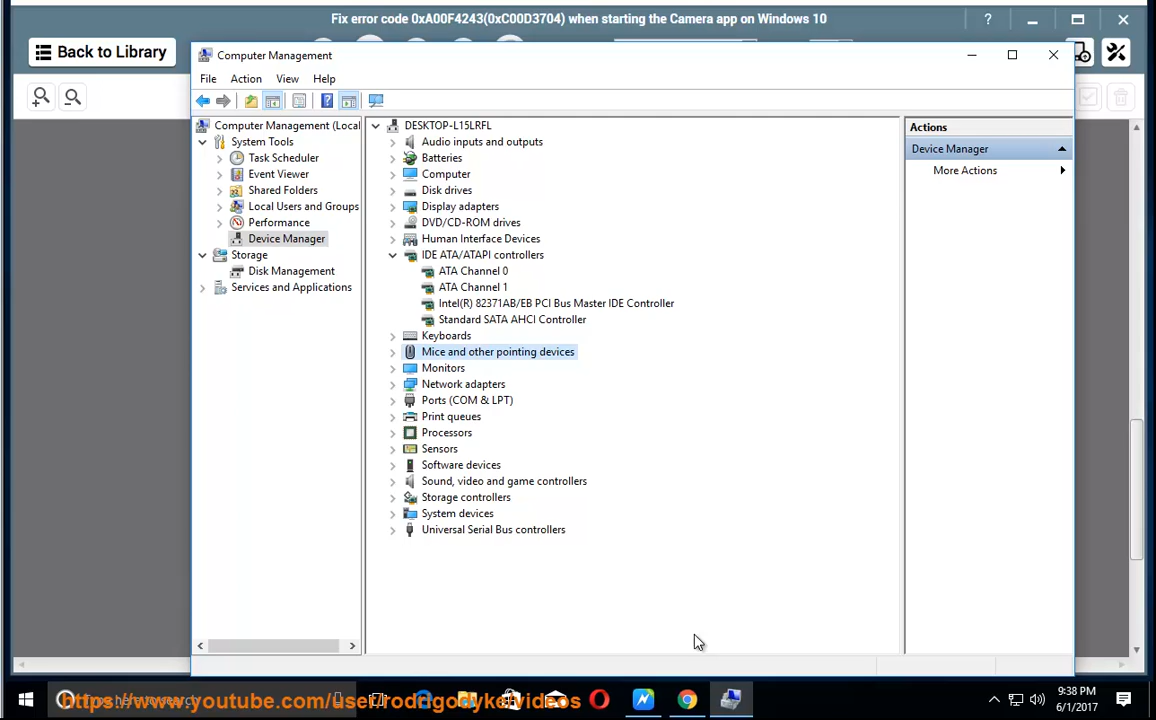 Fix error code 0xA00F4243(0xC00D3704) when starting the Camera app on Windows 10
Back to Library
Computer Management
File Action View Help
Computer Management (Local
System Tools
Task Scheduler
Event Viewer
Shared Folders
Local Users and Groups
Performance
Device Manager
Storage
Disk Management
Services and Applications
DESKTOP-L15LRFL
Audio inputs and outputs
Batteries
Computer
Disk drives
Display adapters
DVD/CD-ROM drives
Human Interface Devices
IDE ATA/ATAPI controllers
ATA Channel 0
ATA Channel 1
Intel(R) 82371AB/EB PCI Bus Master IDE Controller
Standard SATA AHCI Controller
Keyboards
Mice and other pointing devices
Monitors
Network adapters
Ports (COM & LPT)
Print queues
Processors
Sensors
Software devices
Sound, video and game controllers
Storage controllers
System devices
Universal Serial Bus controllers
Actions
Device Manager
More Actions
https://www.youtube.com/user/rodrigodykeivideos
9:38 PM
6/1/2017